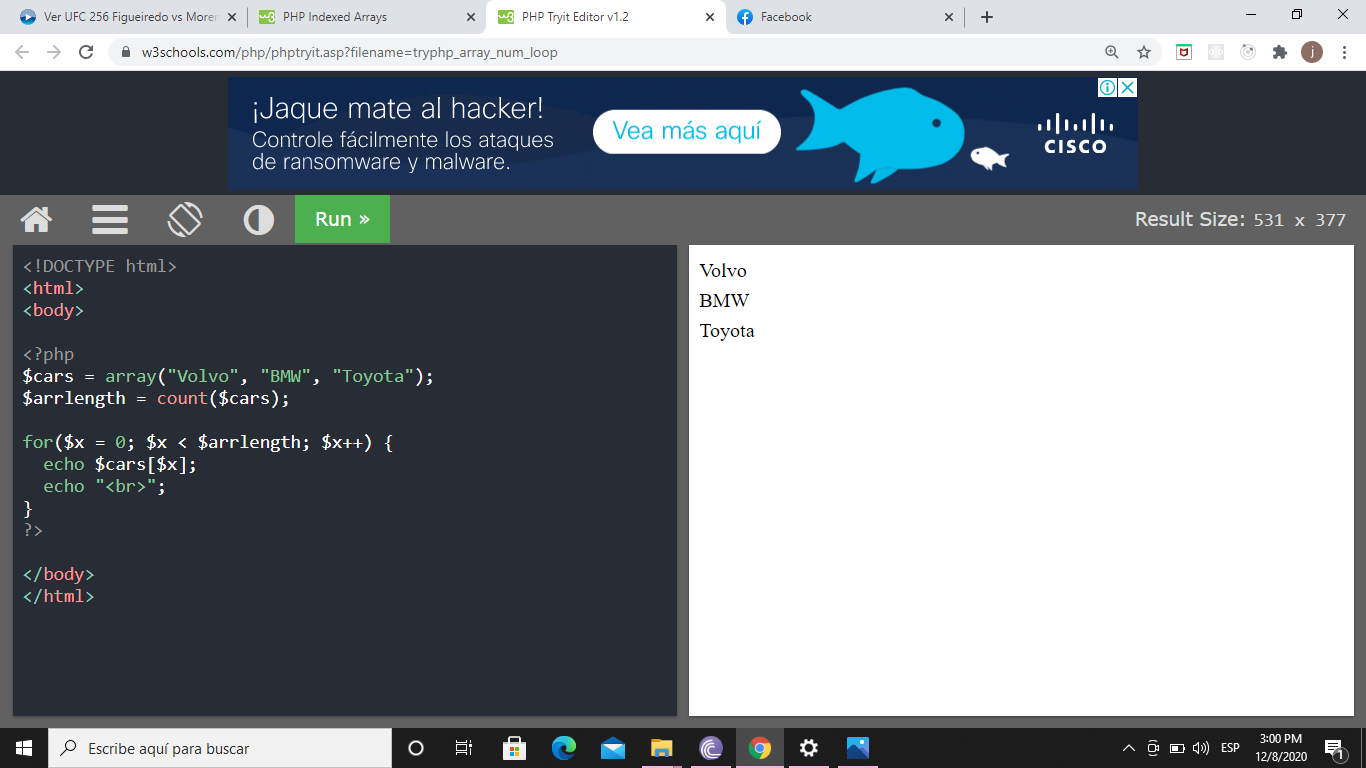 Ver UFC 256 Figueiredo vs Moren
PHP Indexed Arrays
PHP Tryit Editor v1.2
Facebook
w3schools.com/php/phptryit.asp?filename=tryphp_array_num_loop
j
¡Jaque mate al hacker!
Controle fácilmente los ataques
de ransomware y malware.
Vea más aquí
CISCO
Run »
Result Size: 531 x 377
<!DOCTYPE html>
<html>
<body>
<?php
$cars = array("Volvo", "BMW", "Toyota");
$arrlength = count($cars);
for($x = 0; $x < $arrlength; $x++) {
  echo $cars[$x];
  echo "<br>";
}
?>
</body>
</html>
Volvo
BMW
Toyota
Escribe aquí para buscar
ESP
3:00 PM
12/8/2020
1